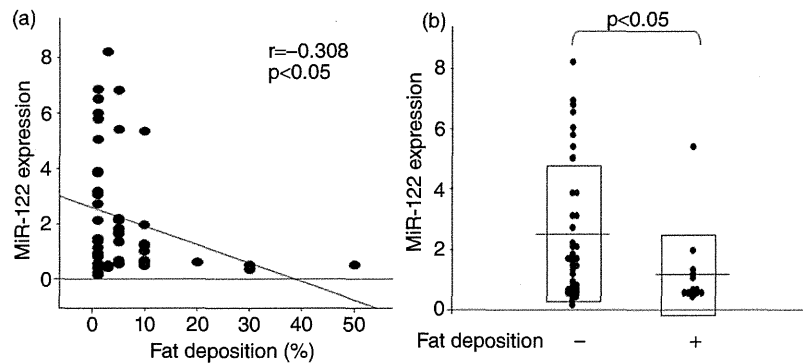 (a)
r=−0.308
p<0.05
MiR-122 expression
8
6
4
2
0
0 10 20 30 40 50
Fat deposition (%)
(b)
p<0.05
MiR-122 expression
8
6
4
2
0
Fat deposition − +